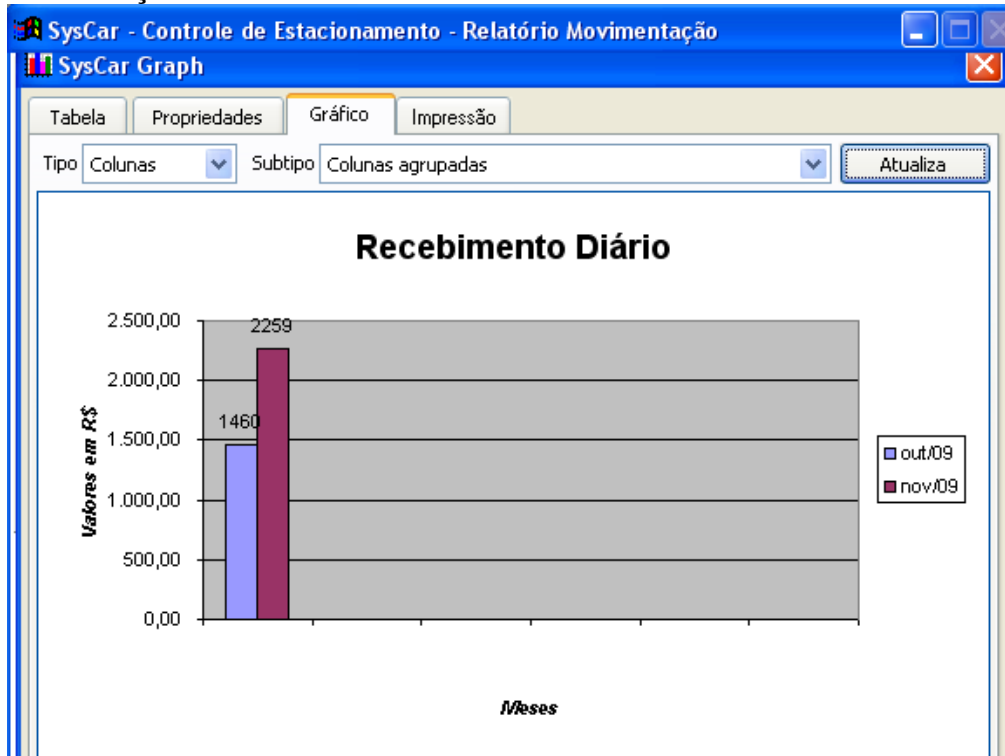 SysCar - Controle de Estacionamento - Relatório Movimentação
SysCar Graph
Tabela Propriedades Gráfico Impressão
Tipo Colunas Subtipo Colunas agrupadas Atualiza
Recebimento Diário
2.500,00
2259
2.000,00
1460
1.500,00
1.000,00
500,00
0,00
Valores em R$
out/09
nov/09
Meses